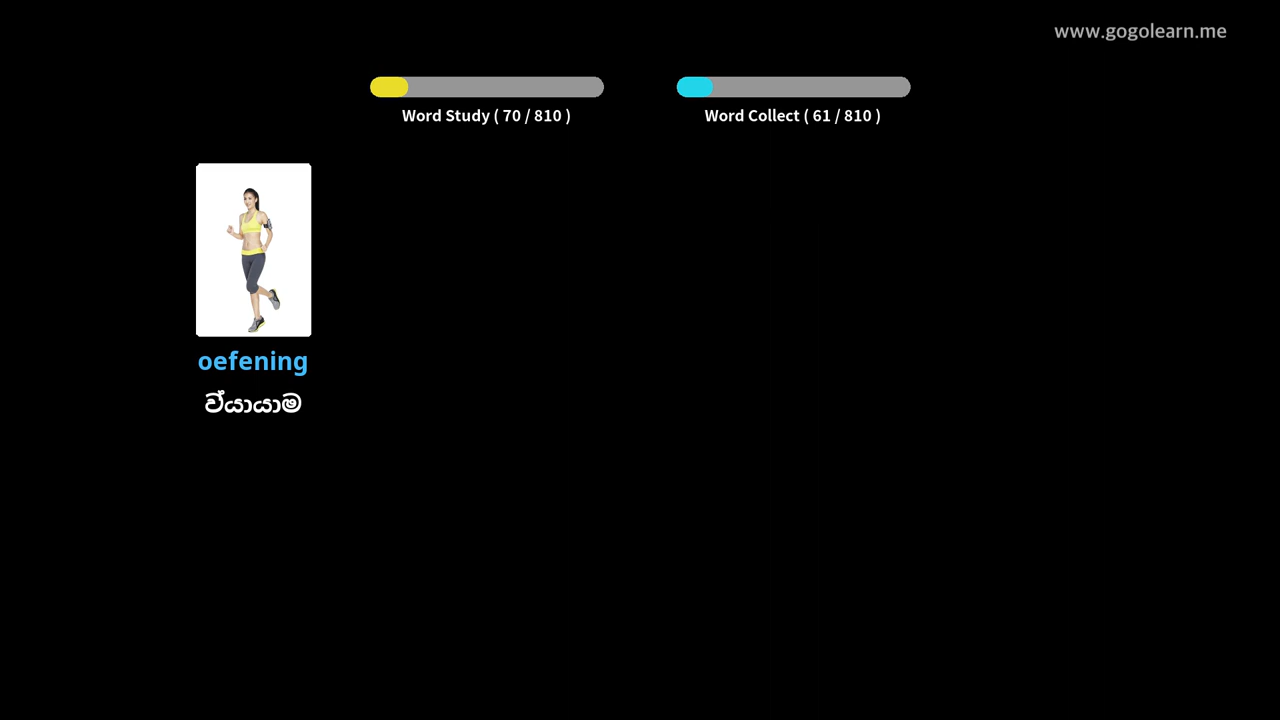 www.gogolearn.me
Word Study ( 70 / 810 )
Word Collect ( 61 / 810 )
oefening
ව්යායාම